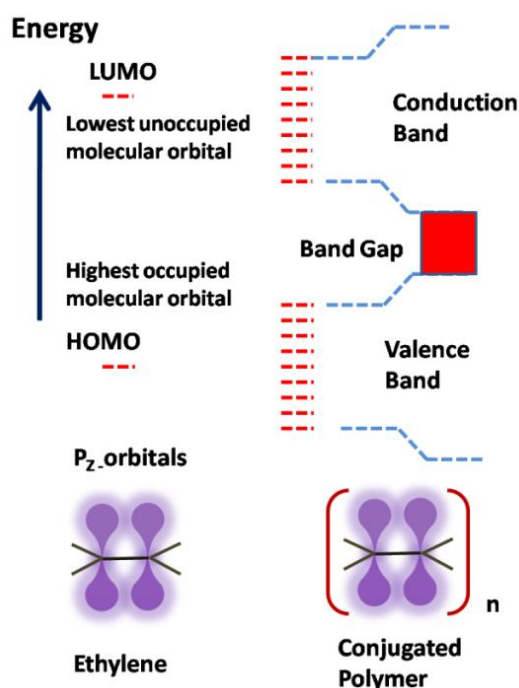 Energy
LUMO
Lowest unoccupied
molecular orbital
Highest occupied
molecular orbital
HOMO
Conduction
Band
Band Gap
Valence
Band
Pz-orbitals
Ethylene
n
Conjugated
Polymer